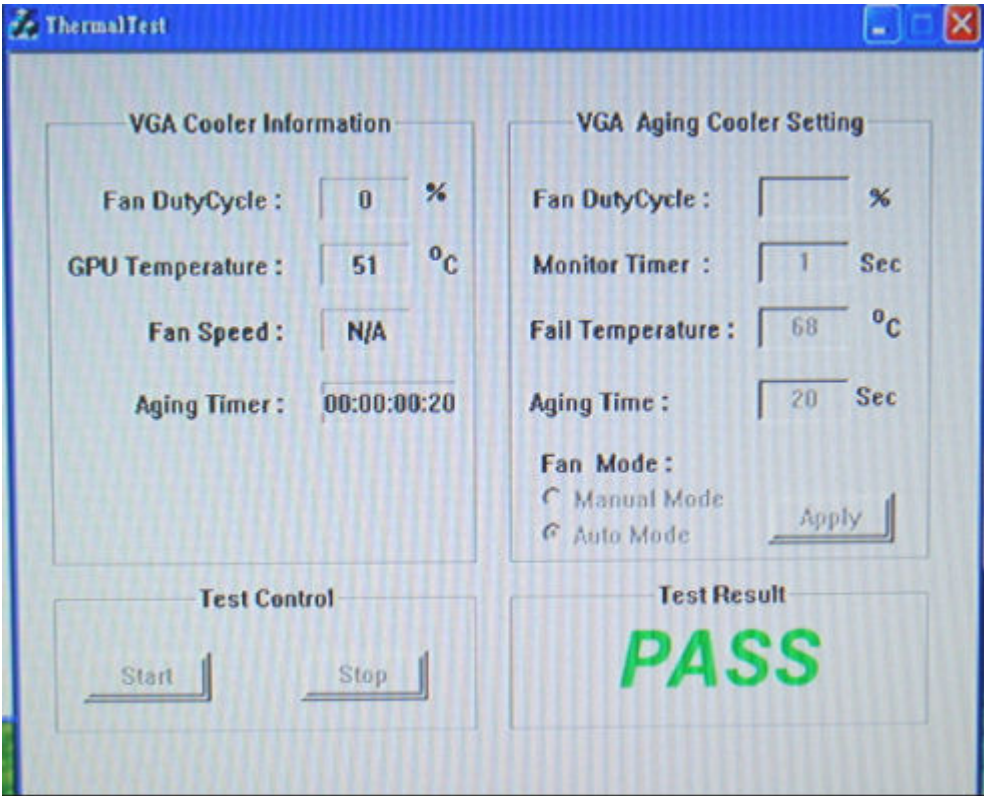 ThermalTest
VGA Cooler Information
Fan DutyCycle : 0 %
GPU Temperature : 51 °C
Fan Speed : N/A
Aging Timer : 00:00:00:20
VGA Aging Cooler Setting
Fan DutyCycle : %
Monitor Timer : 1 Sec
Fail Temperature : 68 °C
Aging Time : 20 Sec
Fan Mode :
Manual Mode
Auto Mode
Apply
Test Control
Start Stop
Test Result
PASS